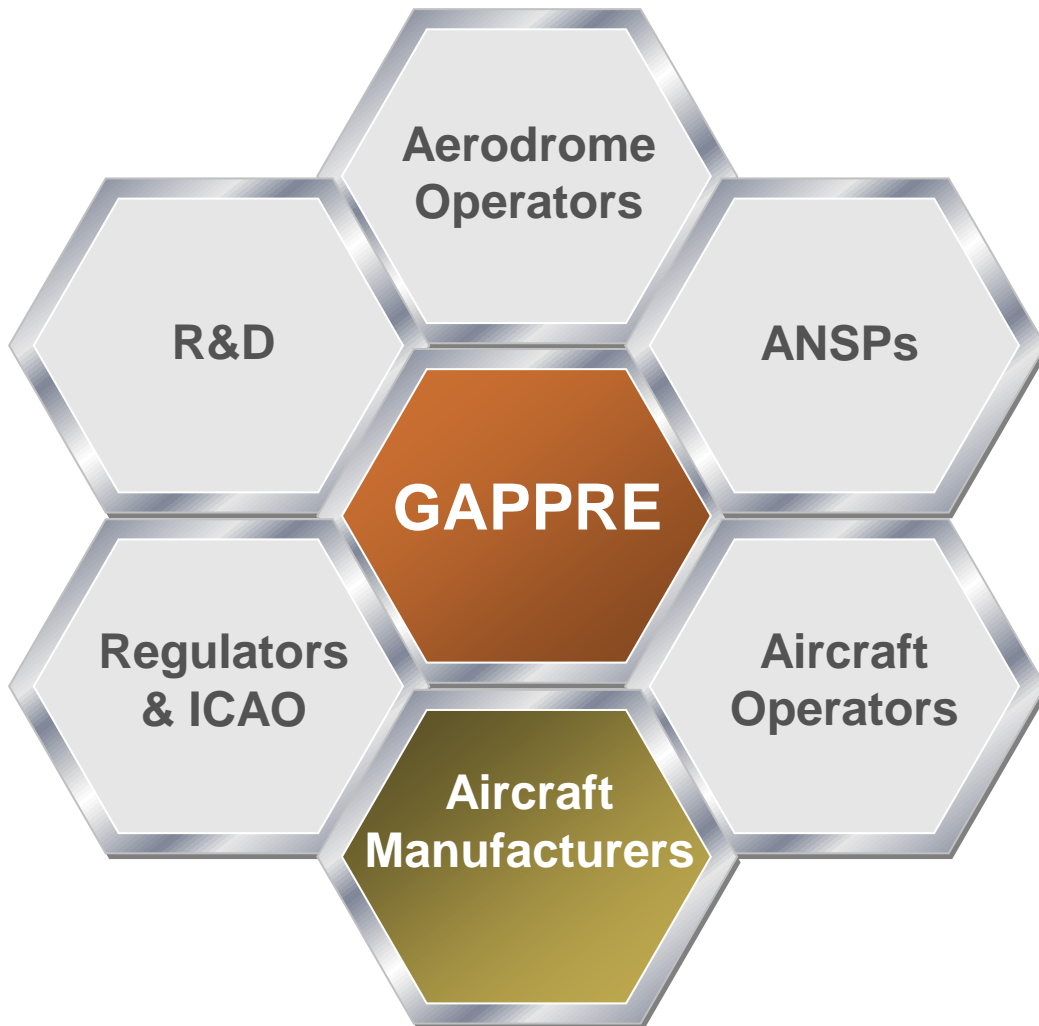 Aerodrome
Operators
R&D
ANSPs
GAPPRE
Regulators
& ICAO
Aircraft
Operators
Aircraft
Manufacturers